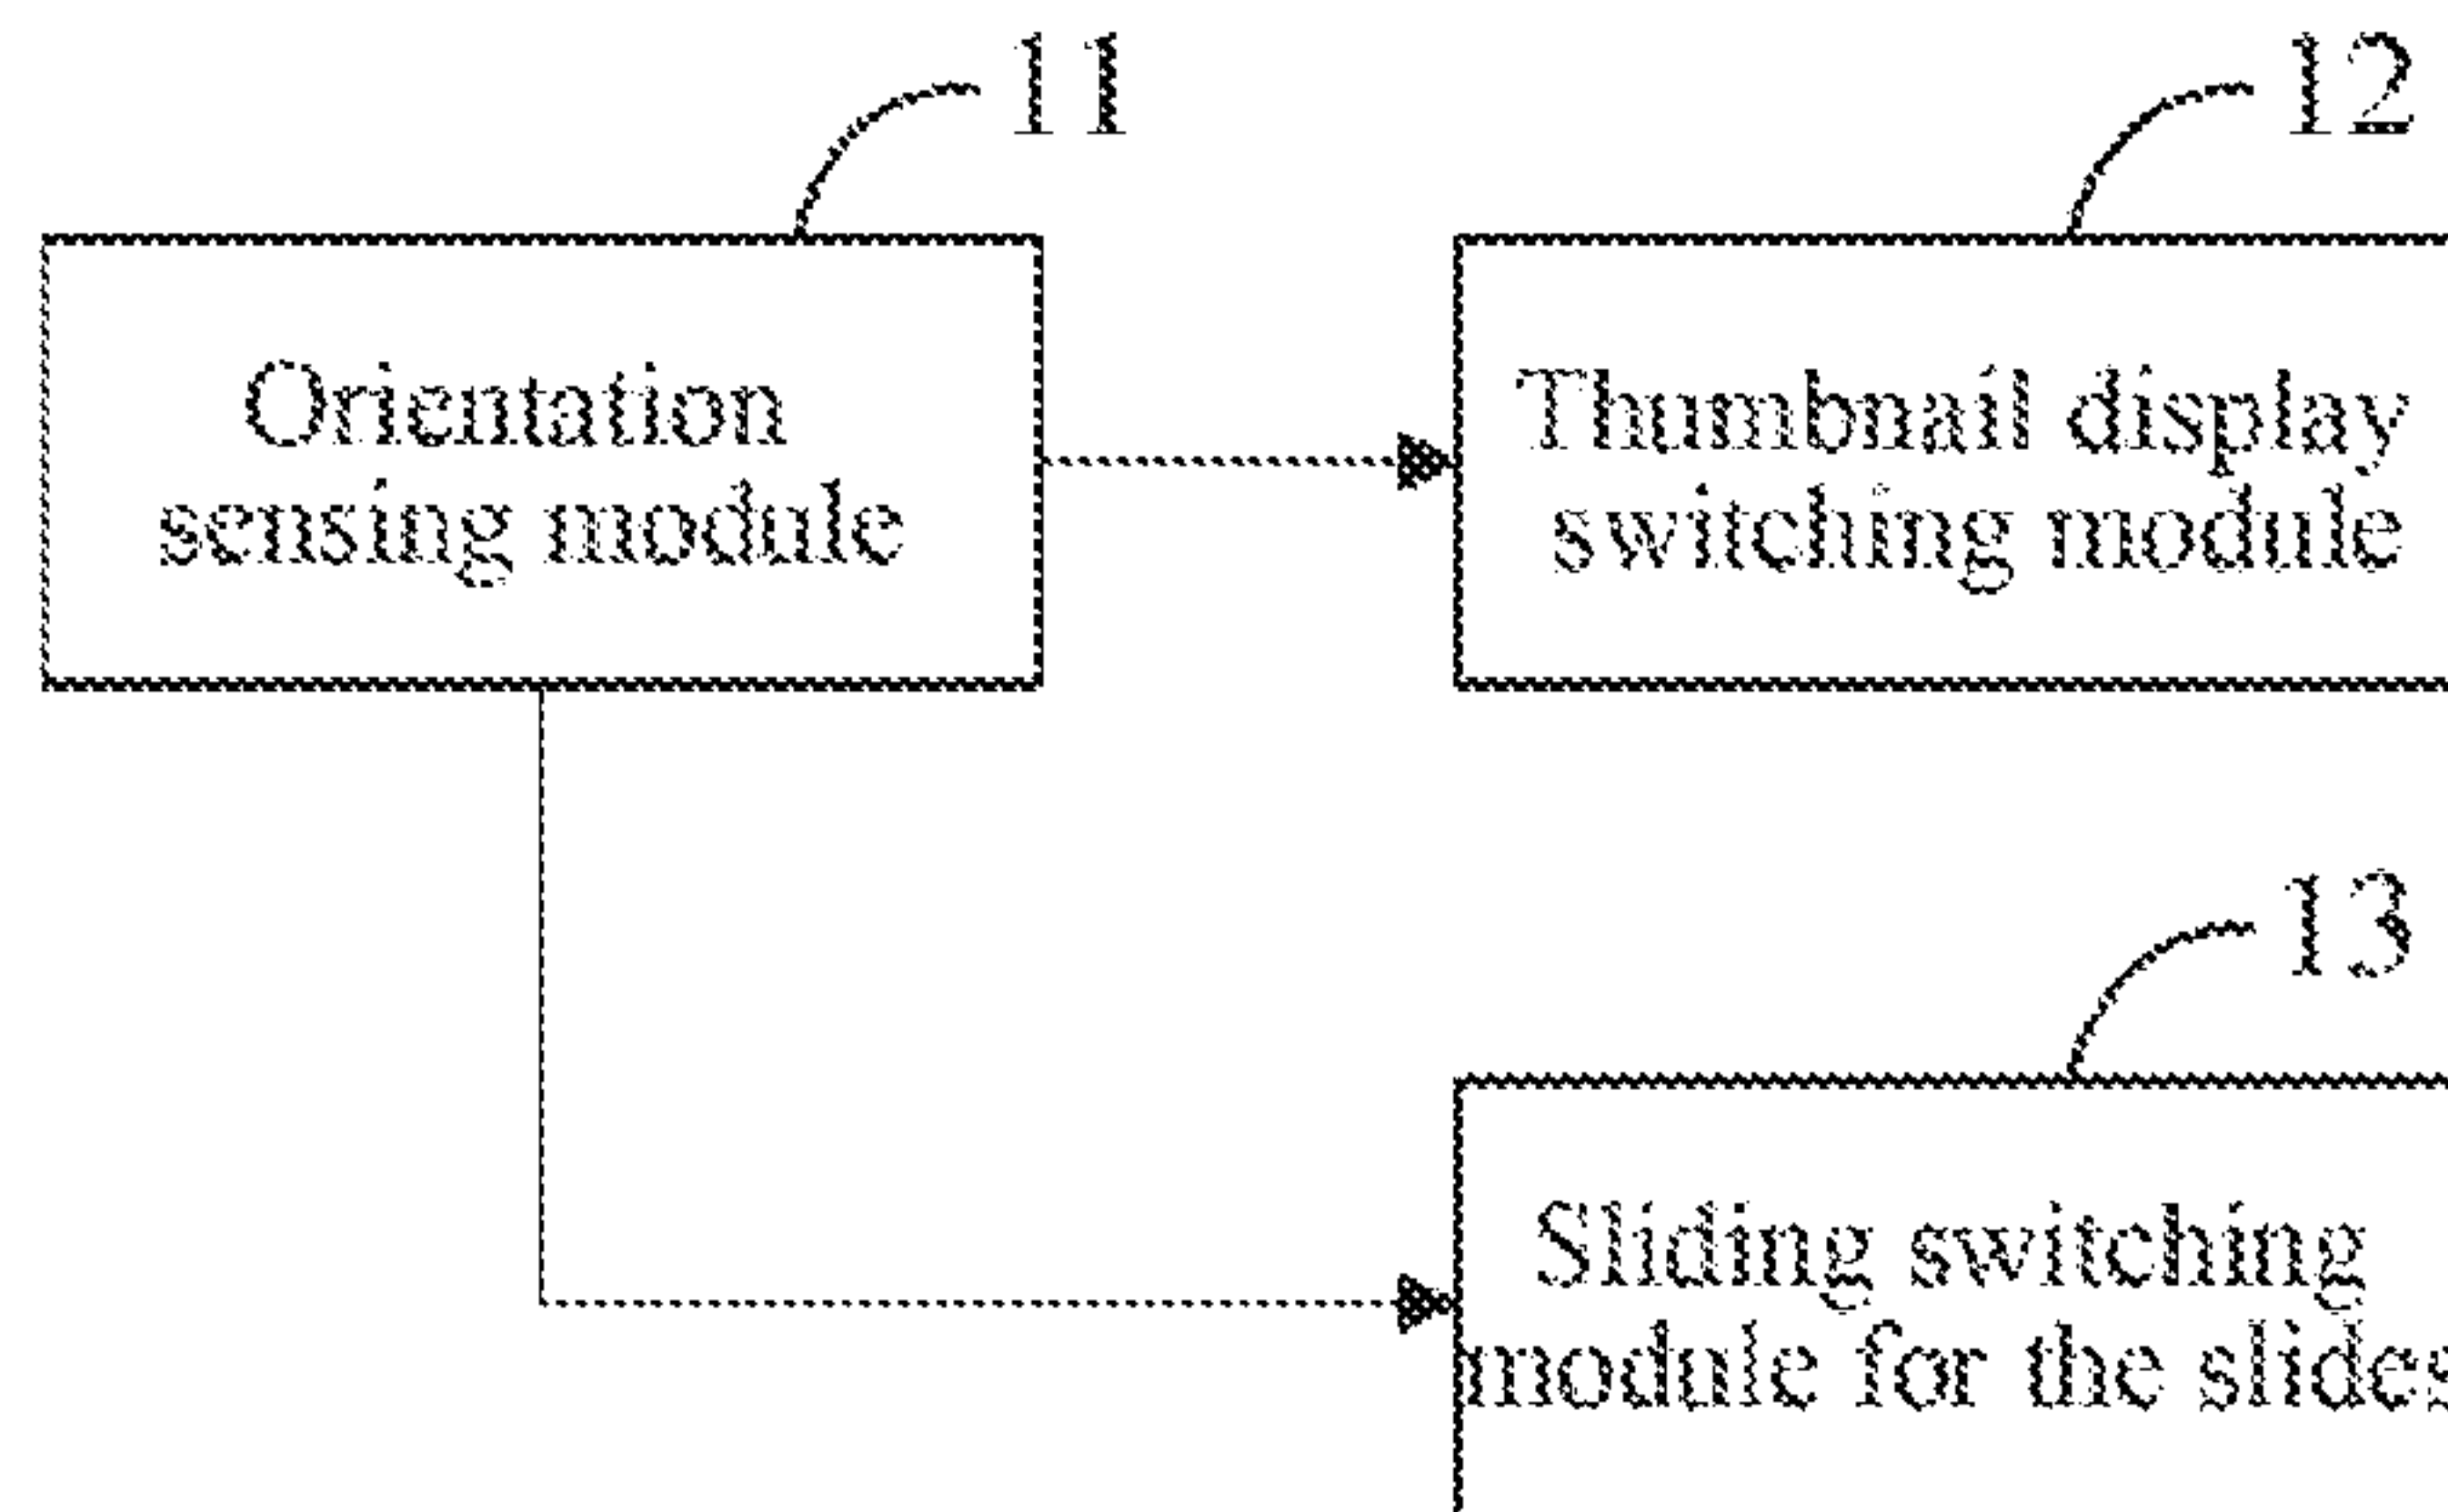 11
12
Orientation
sensing module
Thumbnail display
switching module
13
Sliding switching
module for the slides